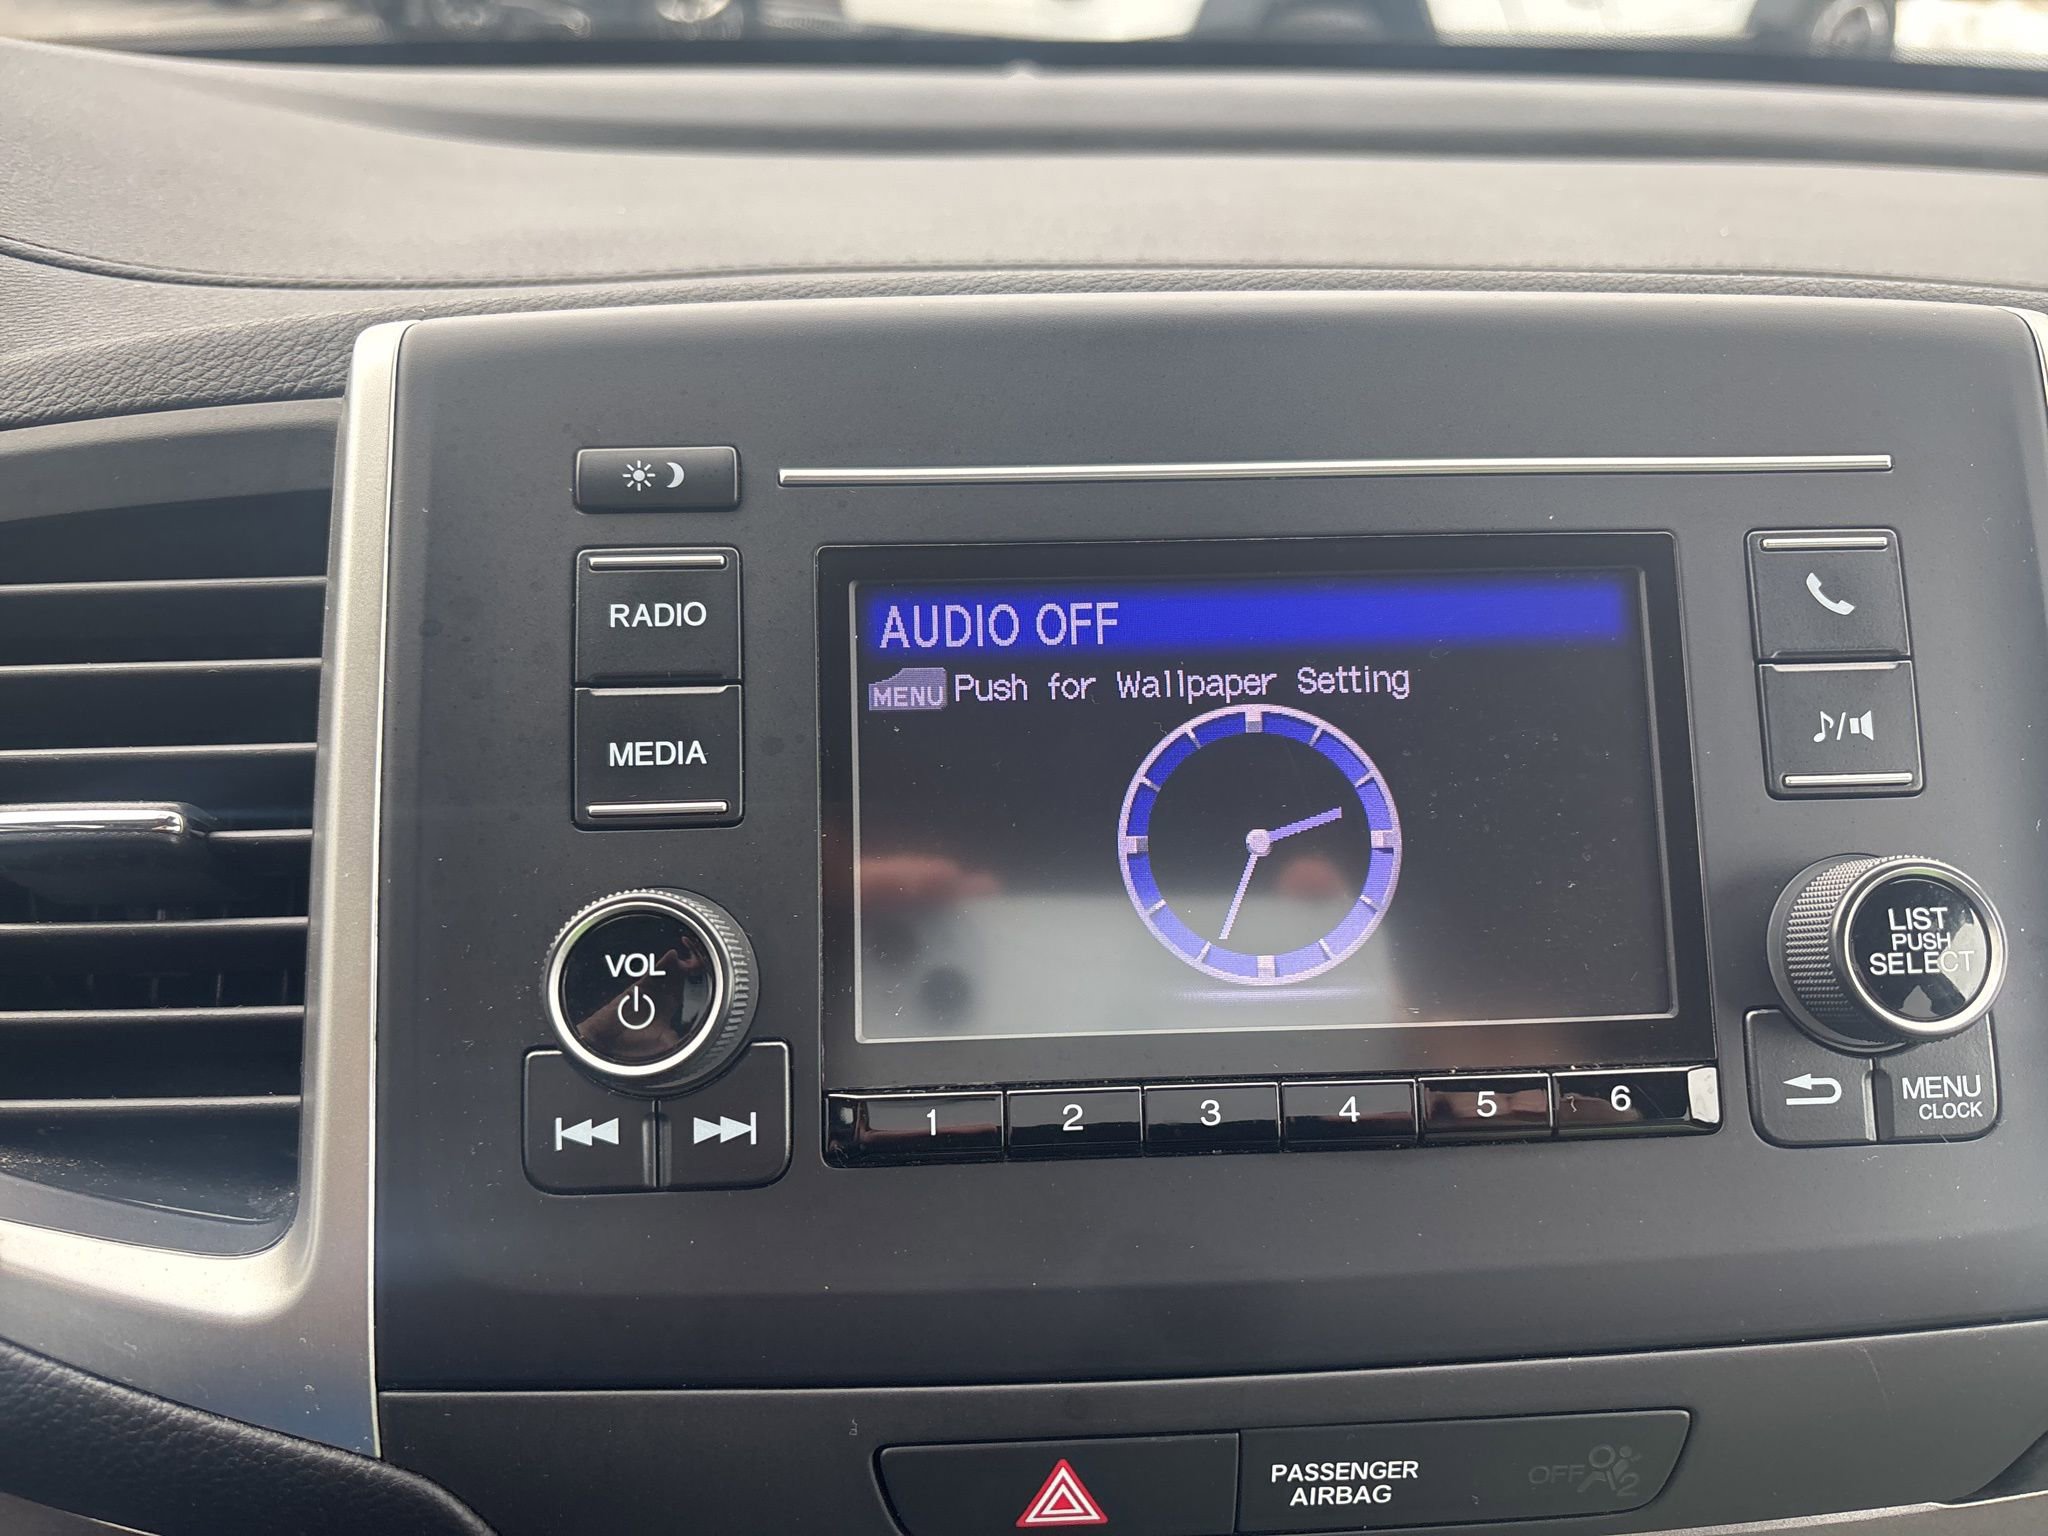 RADIO
MEDIA
VOL
AUDIO OFF
MENU Push for Wallpaper Setting
1 2 3 4 5 6
LIST
PUSH
SELECT
MENU
CLOCK
PASSENGER
AIRBAG
OFF 2